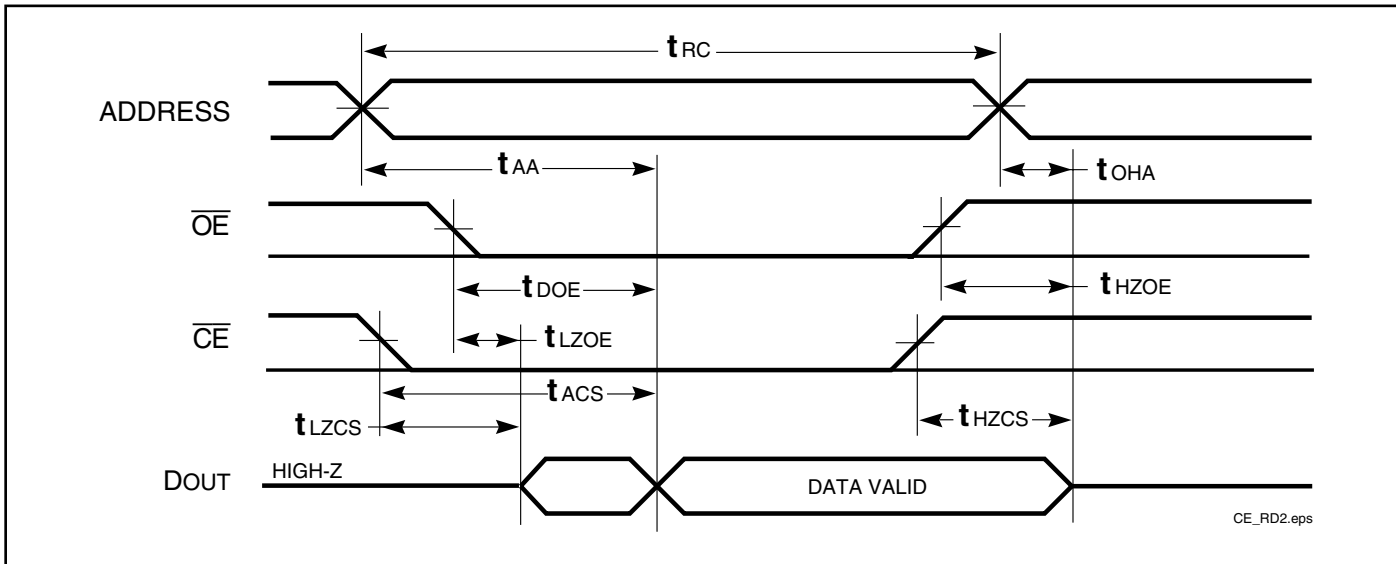 tRC
ADDRESS
tAA
tOHA
OE
tDOE
tHZOE
CE
tLZOE
tACS
tHZCS
tLZCS
DOUT
HIGH-Z
DATA VALID
CE_RD2.eps